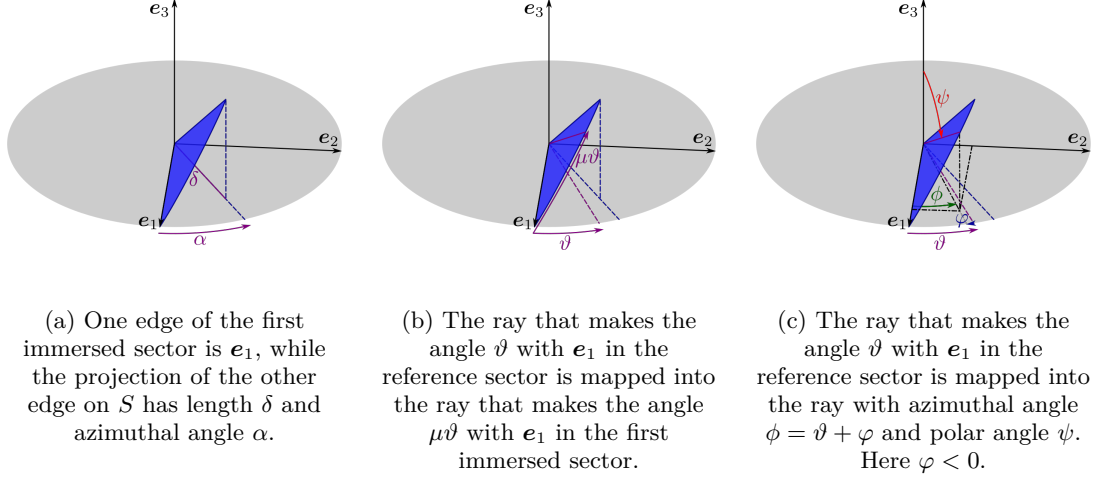 e₃
e₂
δ
e₁
α
e₃
e₂
μϑ
e₁
ϑ
e₃
ψ
e₂
ϕ
e₁
φ
ϑ
(a) One edge of the first
immersed sector is e₁, while
the projection of the other
edge on S has length δ and
azimuthal angle α.
(b) The ray that makes the
angle ϑ with e₁ in the
reference sector is mapped into
the ray that makes the angle
μϑ with e₁ in the first
immersed sector.
(c) The ray that makes the
angle ϑ with e₁ in the
reference sector is mapped into
the ray with azimuthal angle
ϕ = ϑ + φ and polar angle ψ.
Here φ < 0.